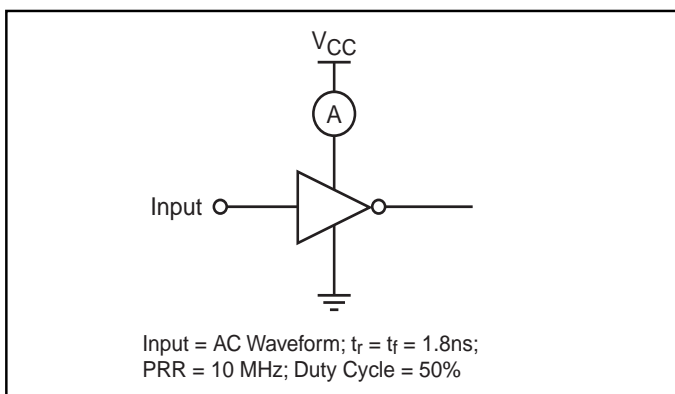 VCC
A
Input
Input = AC Waveform; tr = tf = 1.8ns;
PRR = 10 MHz; Duty Cycle = 50%